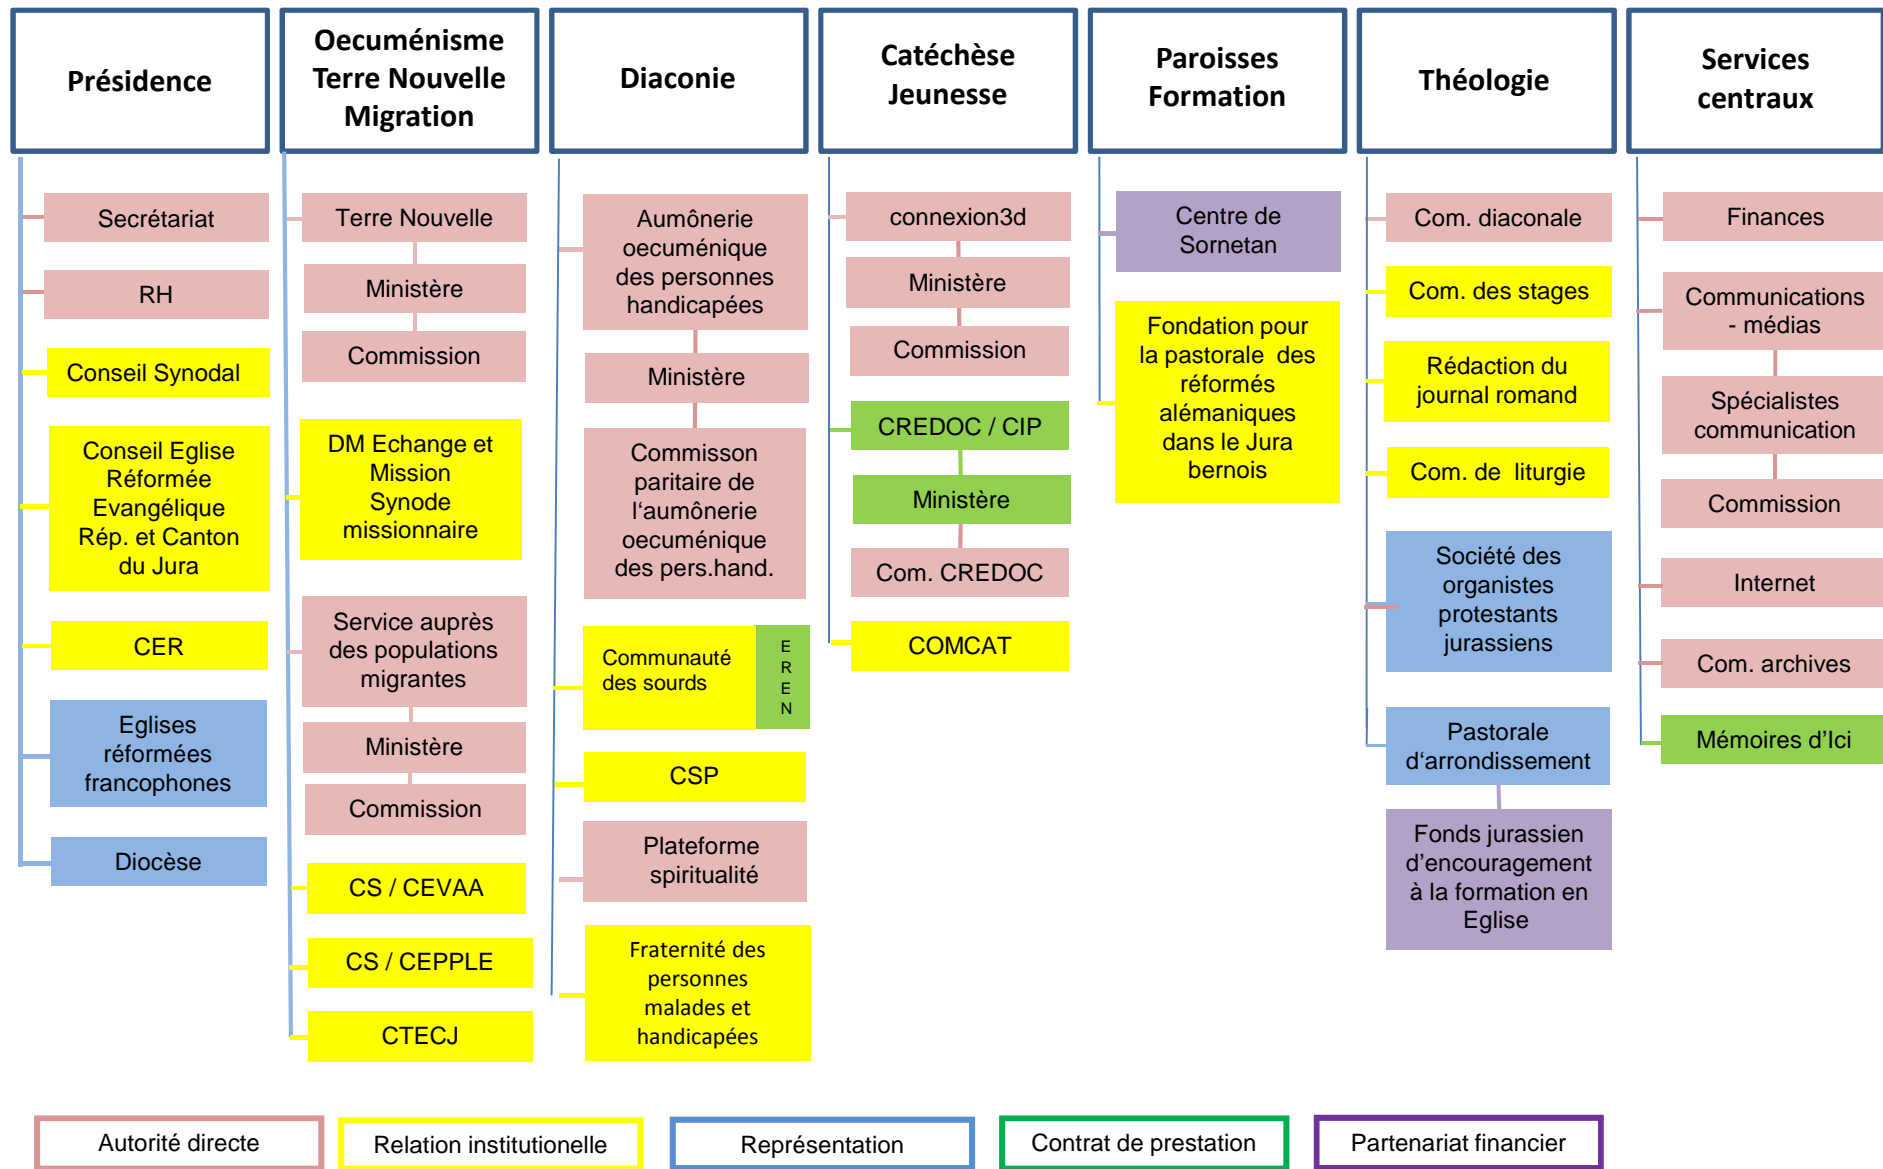 Présidence
Oecuménisme
Terre Nouvelle
Migration
Diaconie
Catéchèse
Jeunesse
Paroisses
Formation
Théologie
Services
centraux
Secrétariat
RH
Conseil Synodal
Conseil Eglise
Réformée
Evangélique
Rép. et Canton
du Jura
CER
Eglises
réformées
francophones
Diocèse
Terre Nouvelle
Ministère
Commission
DM Echange et
Mission
Synode
missionnaire
Service auprès
des populations
migrantes
Ministère
Commission
CS / CEVAA
CS / CEPPLE
CTECJ
Aumônerie
oecuménique
des personnes
handicapées
Ministère
Commisson
paritaire de
l‘aumônerie
oecuménique
des pers.hand.
Communauté
des sourds
E
R
E
N
CSP
Plateforme
spiritualité
Fraternité des
personnes
malades et
handicapées
connexion3d
Ministère
Commission
CREDOC / CIP
Ministère
Com. CREDOC
COMCAT
Centre de
Sornetan
Fondation pour
la pastorale des
réformés
alémaniques
dans le Jura
bernois
Com. diaconale
Com. des stages
Rédaction du
journal romand
Com. de liturgie
Société des
organistes
protestants
jurassiens
Pastorale
d‘arrondissement
Fonds jurassien
d’encouragement
à la formation en
Eglise
Finances
Communications
- médias
Spécialistes
communication
Commission
Internet
Com. archives
Mémoires d’Ici
Autorité directe
Relation institutionelle
Représentation
Contrat de prestation
Partenariat financier